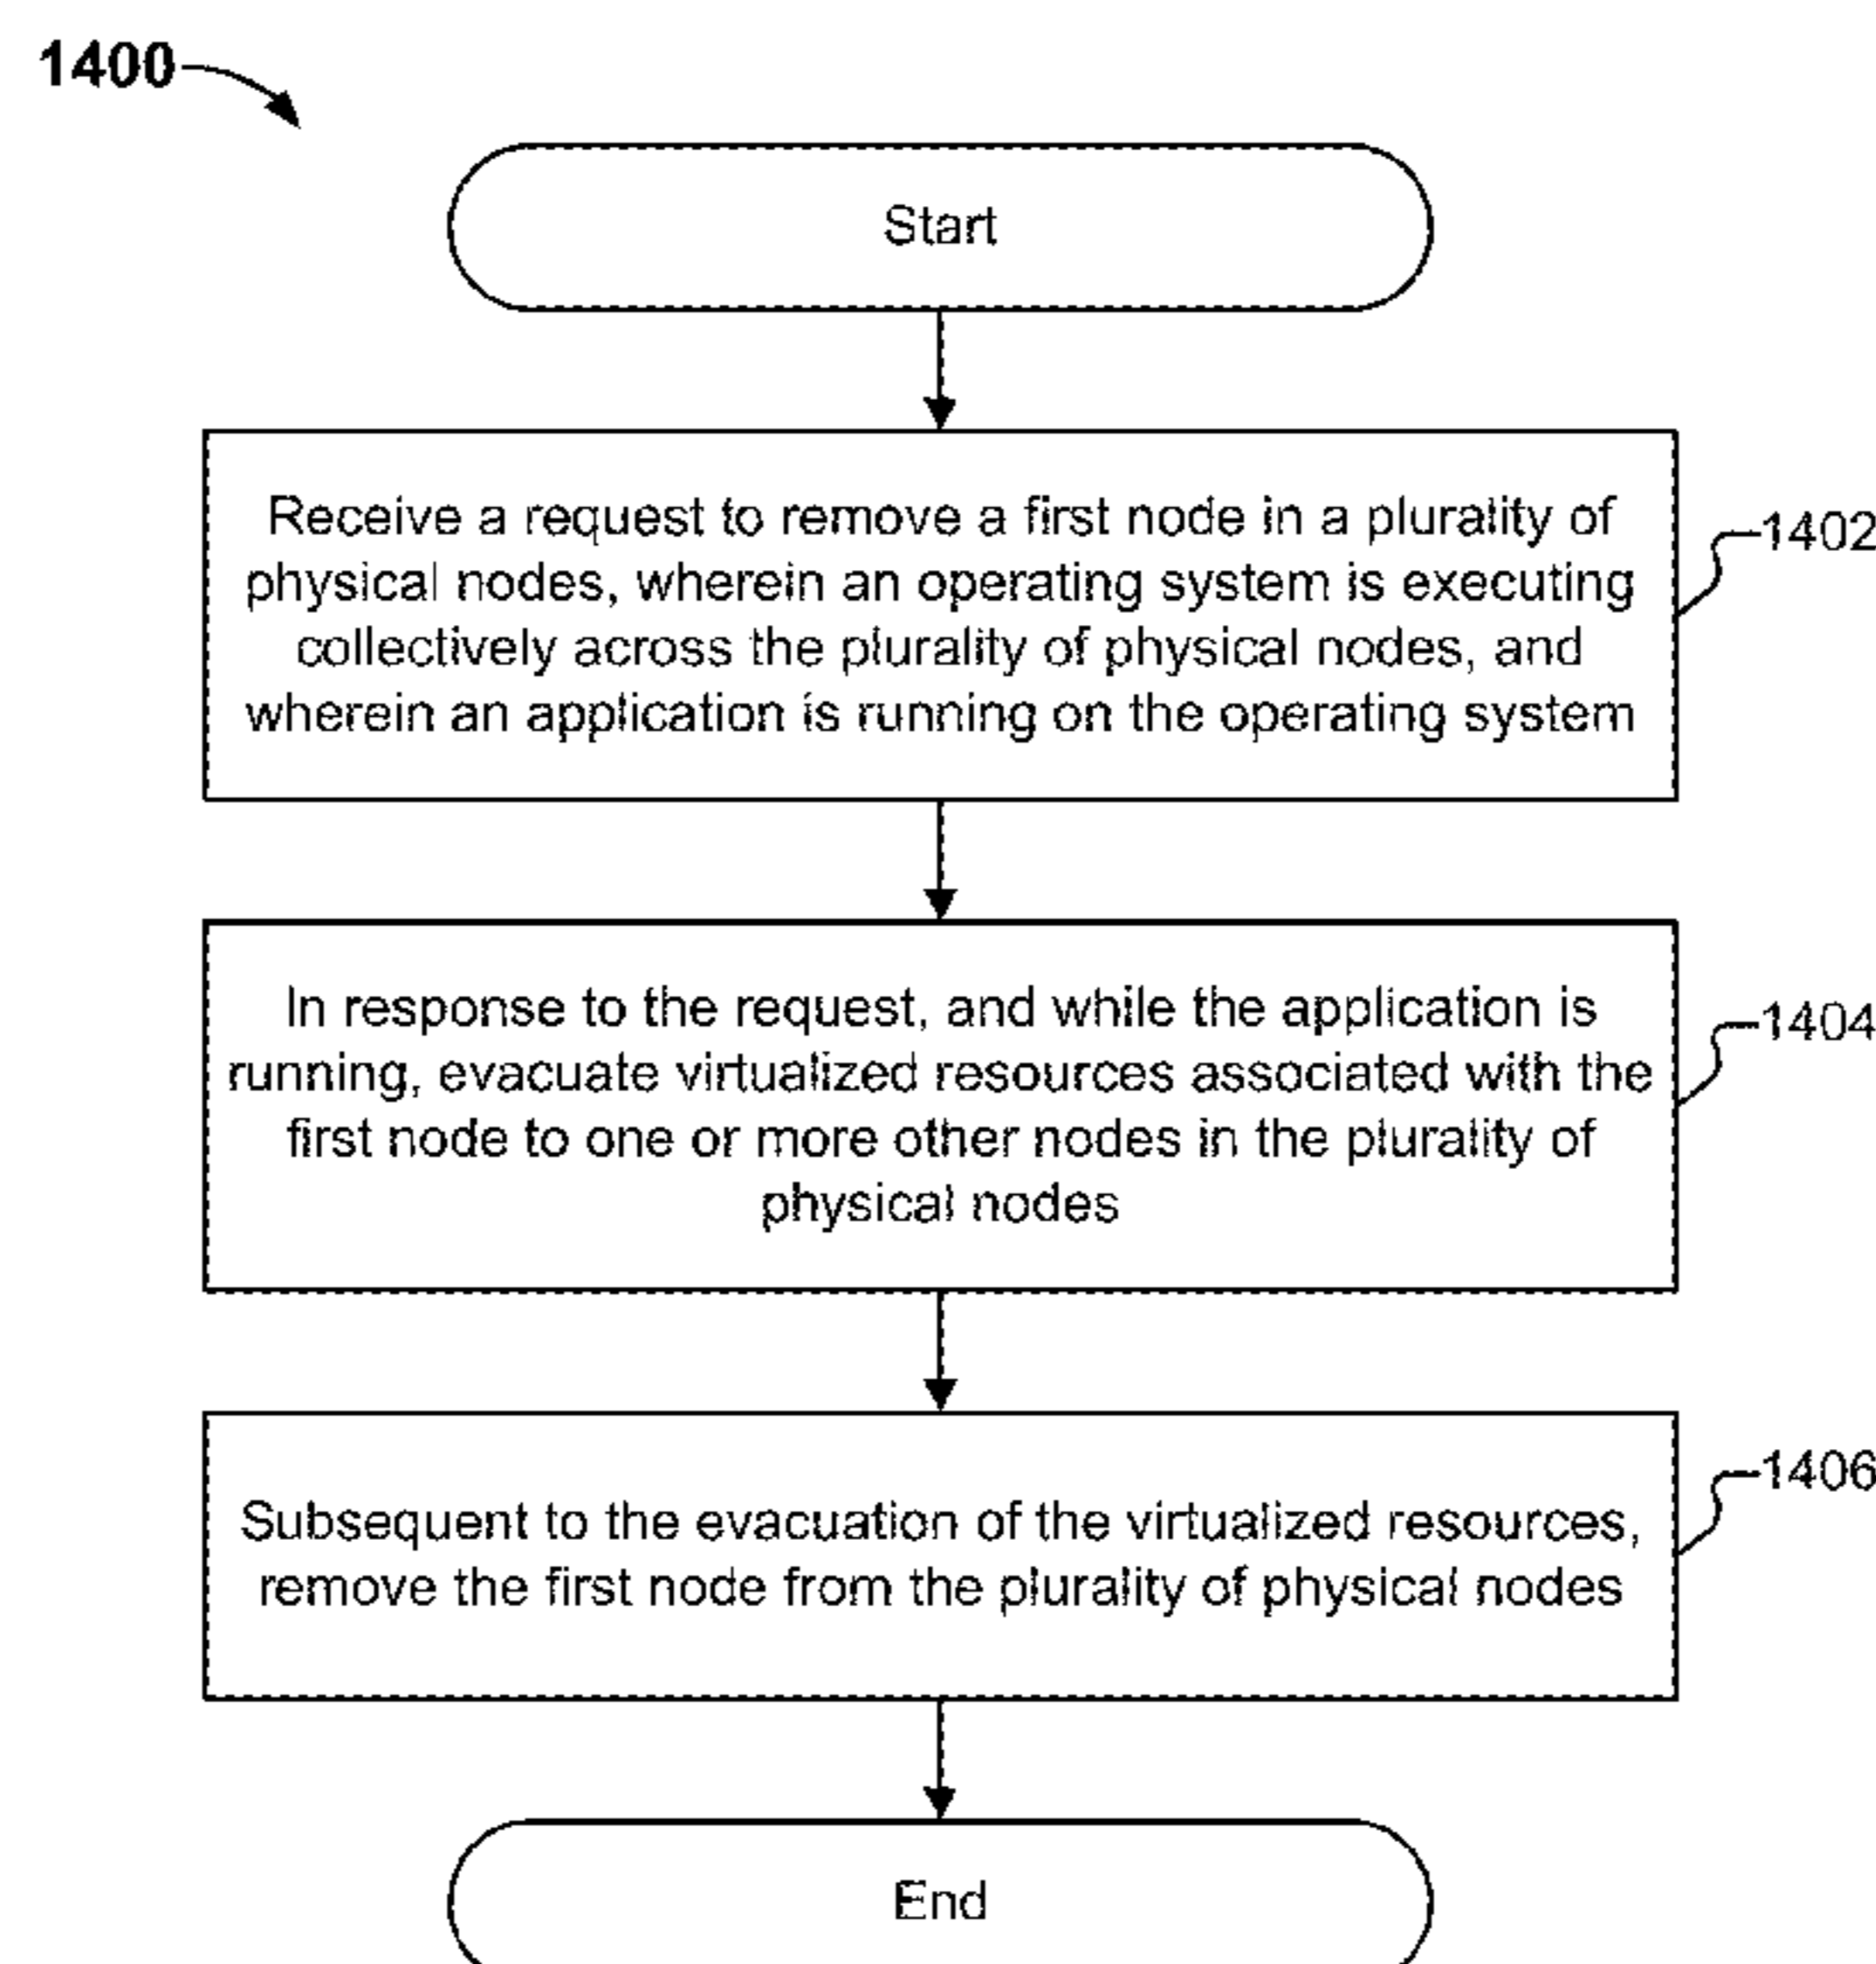 1400
Start
Receive a request to remove a first node in a plurality of
physical nodes, wherein an operating system is executing
collectively across the plurality of physical nodes, and
wherein an application is running on the operating system
1402
In response to the request, and while the application is
running, evacuate virtualized resources associated with the
first node to one or more other nodes in the plurality of
physical nodes
1404
Subsequent to the evacuation of the virtualized resources,
remove the first node from the plurality of physical nodes
1406
End